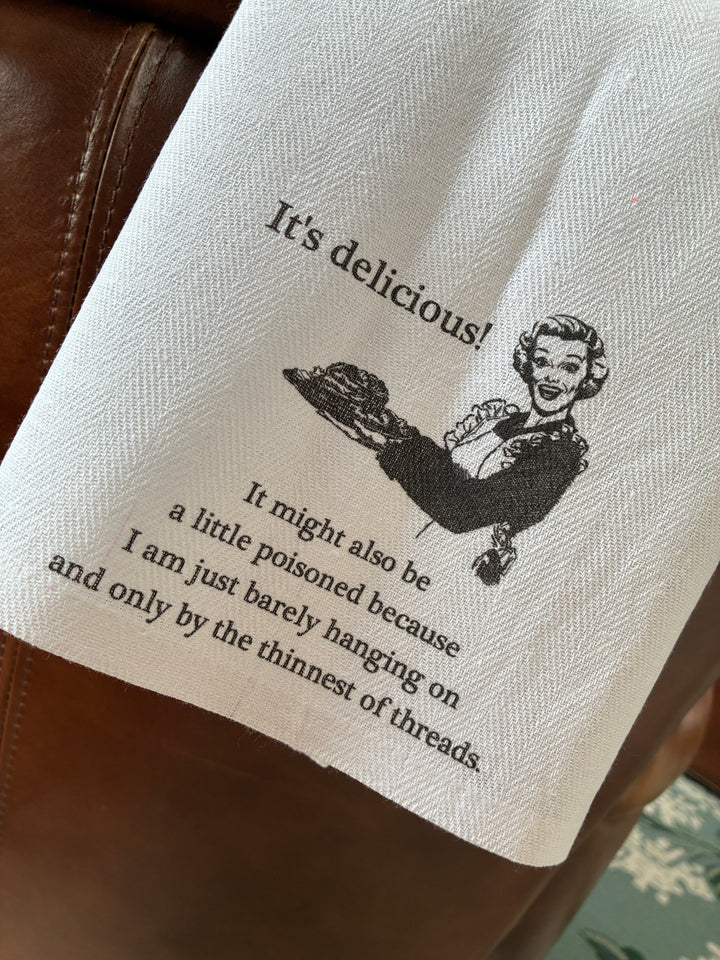 It's delicious!
It might also be
a little poisoned because
I am just barely hanging on
and only by the thinnest of threads.